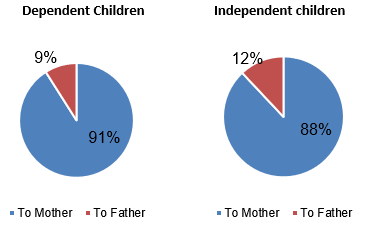 Dependent Children
9%
91%
To Mother To Father
Independent children
12%
88%
To Mother To Father